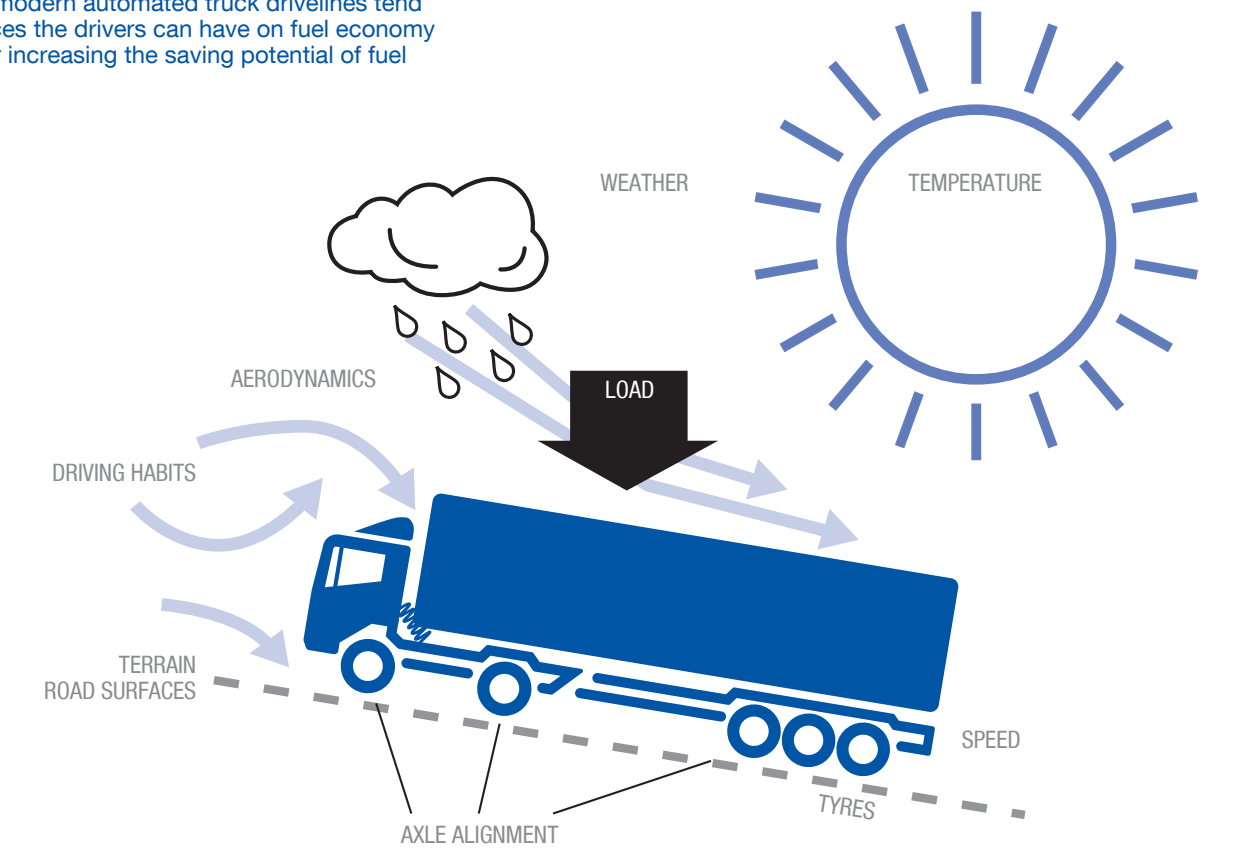 modern automated truck drivelines tend
ces the drivers can have on fuel economy
r increasing the saving potential of fuel
WEATHER
TEMPERATURE
AERODYNAMICS
LOAD
DRIVING HABITS
TERRAIN
ROAD SURFACES
SPEED
TYRES
AXLE ALIGNMENT